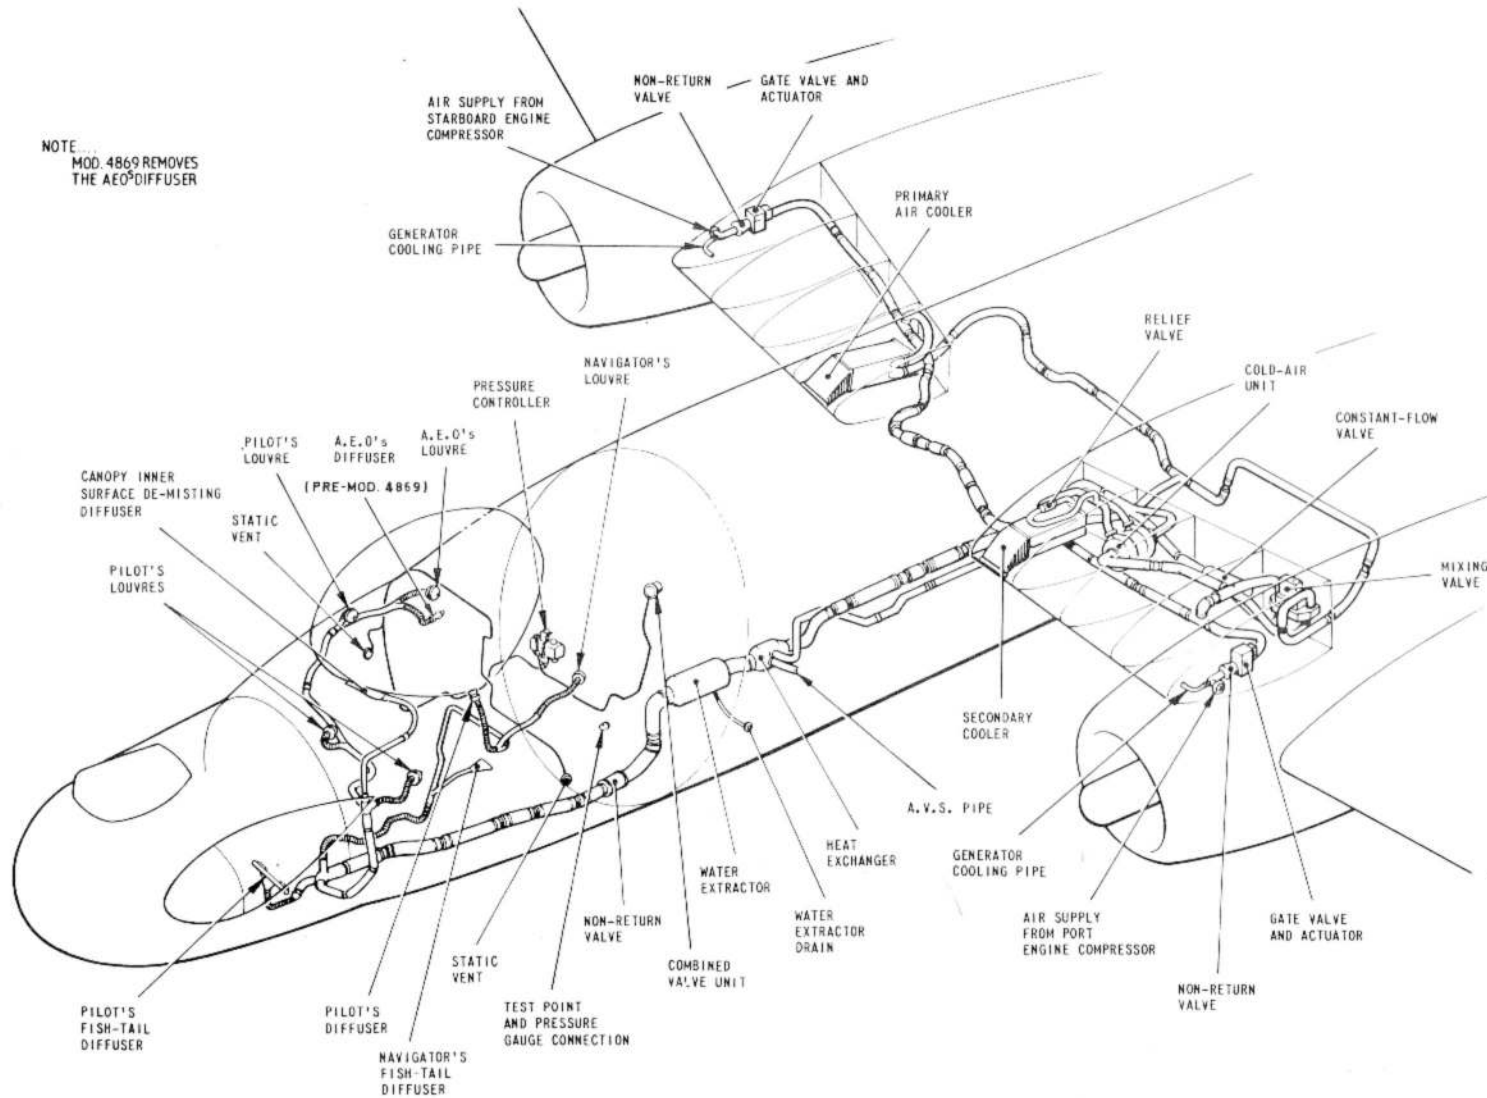 NOTE....
MOD. 4869 REMOVES
THE AEOS DIFFUSER
AIR SUPPLY FROM
STARBOARD ENGINE
COMPRESSOR
NON-RETURN
VALVE
GATE VALVE AND
ACTUATOR
GENERATOR
COOLING PIPE
PRIMARY
AIR COOLER
RELIEF
VALVE
COLD-AIR
UNIT
CONSTANT-FLOW
VALVE
MIXING
VALVE
NAVIGATOR'S
LOUVRE
PRESSURE
CONTROLLER
A.E.O's
LOUVRE
A.E.O's
DIFFUSER
(PRE-MOD. 4869)
PILOT'S
LOUVRE
CANOPY INNER
SURFACE DE-MISTING
DIFFUSER
STATIC
VENT
PILOT'S
LOUVRES
SECONDARY
COOLER
A.V.S. PIPE
HEAT
EXCHANGER
GENERATOR
COOLING PIPE
WATER
EXTRACTOR
WATER
EXTRACTOR
DRAIN
AIR SUPPLY
FROM PORT
ENGINE COMPRESSOR
GATE VALVE
AND ACTUATOR
NON-RETURN
VALVE
NON-RETURN
VALVE
COMBINED
VALVE UNIT
STATIC
VENT
TEST POINT
AND PRESSURE
GAUGE CONNECTION
PILOT'S
FISH-TAIL
DIFFUSER
PILOT'S
DIFFUSER
NAVIGATOR'S
FISH-TAIL
DIFFUSER